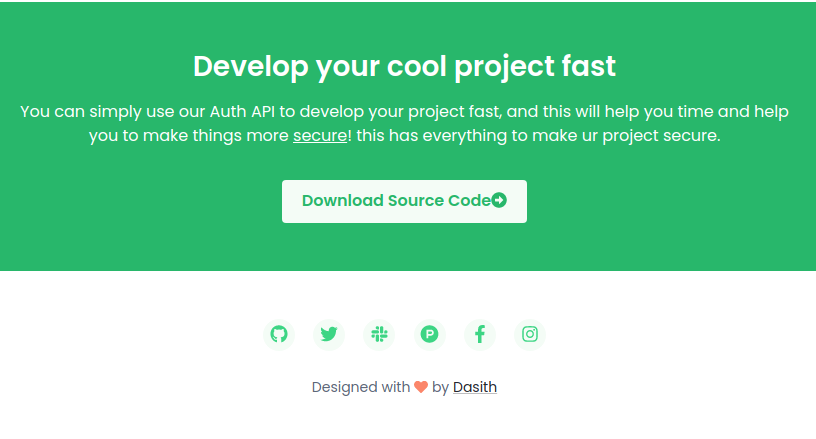 Develop your cool project fast
You can simply use our Auth API to develop your project fast, and this will help you time and help
you to make things more secure! this has everything to make ur project secure.
Download Source Code
Designed with by Dasith